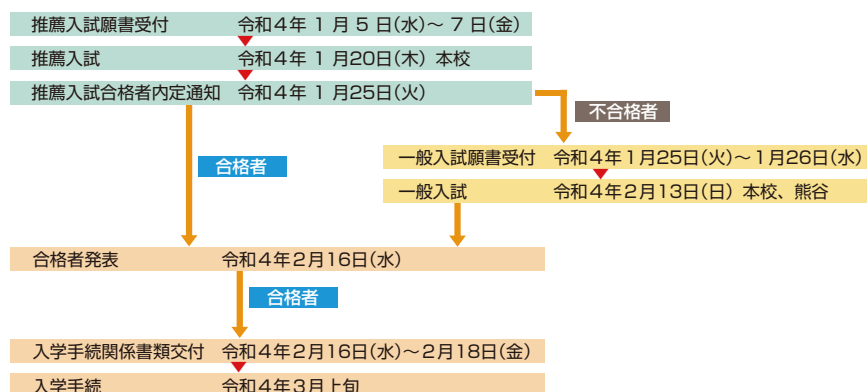 推薦入試願書受付 令和4年 1 月 5 日(水)~ 7 日(金)
推薦入試 令和4年 1 月20日(木) 本校
推薦入試合格者内定通知 令和4年 1 月25日(火)
不合格者
合格者
一般入試願書受付 令和4年1月25日(火)~1月26日(水)
一般入試 令和4年2月13日(日) 本校、熊谷
合格者発表 令和4年2月16日(水)
合格者
入学手続関係書類交付 令和4年2月16日(水)~2月18日(金)
入学手続 令和4年3月上旬